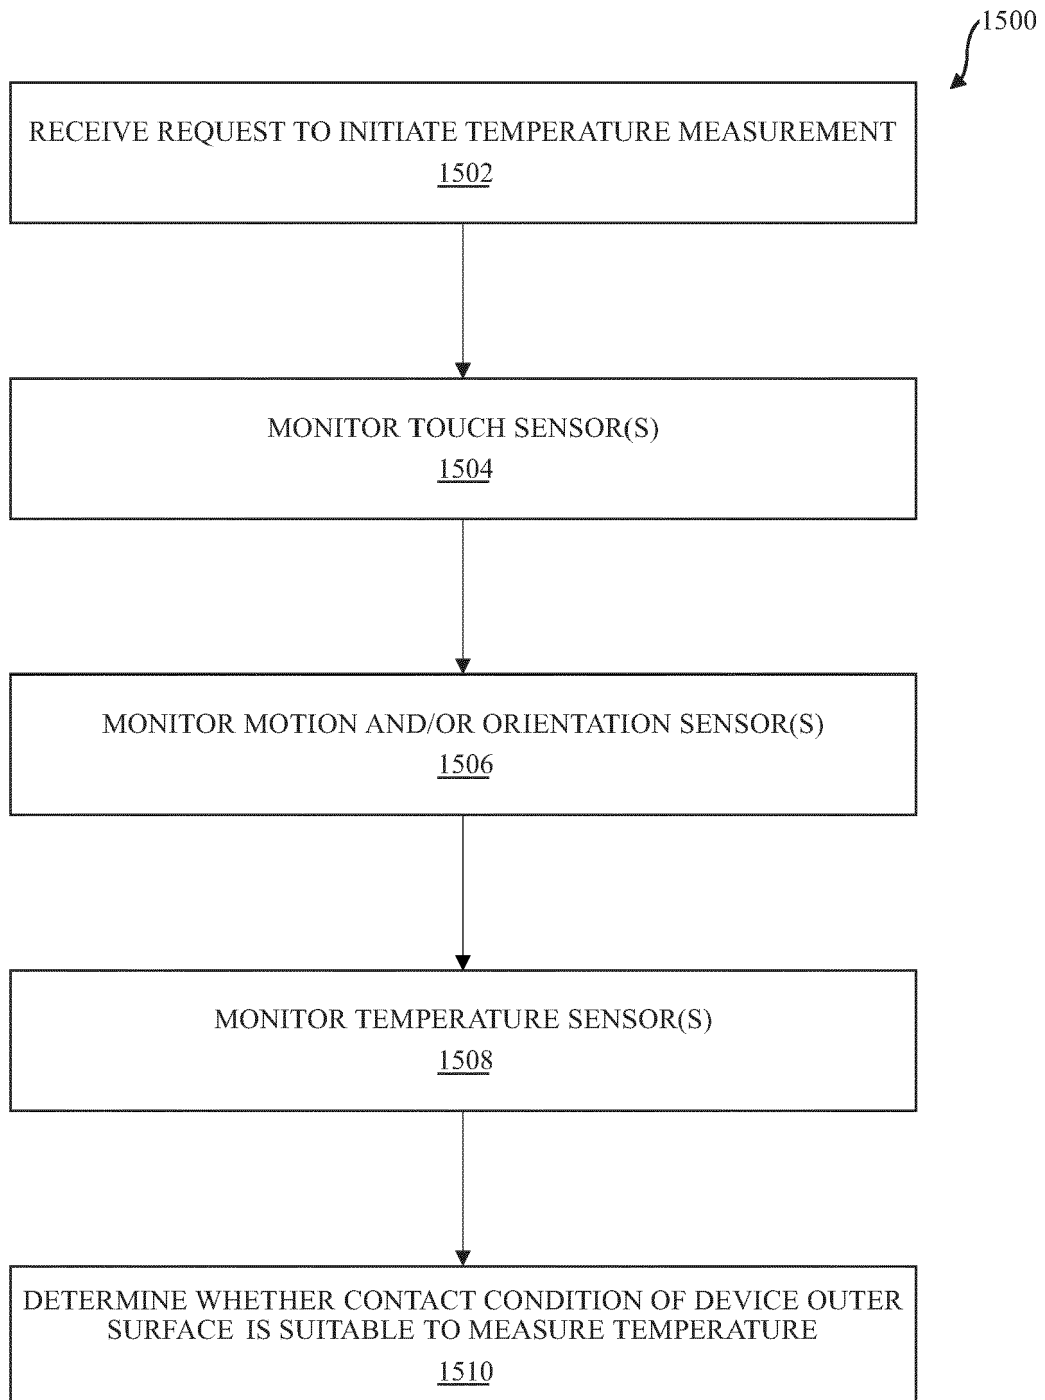 1500
RECEIVE REQUEST TO INITIATE TEMPERATURE MEASUREMENT
1502
MONITOR TOUCH SENSOR(S)
1504
MONITOR MOTION AND/OR ORIENTATION SENSOR(S)
1506
MONITOR TEMPERATURE SENSOR(S)
1508
DETERMINE WHETHER CONTACT CONDITION OF DEVICE OUTER
SURFACE IS SUITABLE TO MEASURE TEMPERATURE
1510